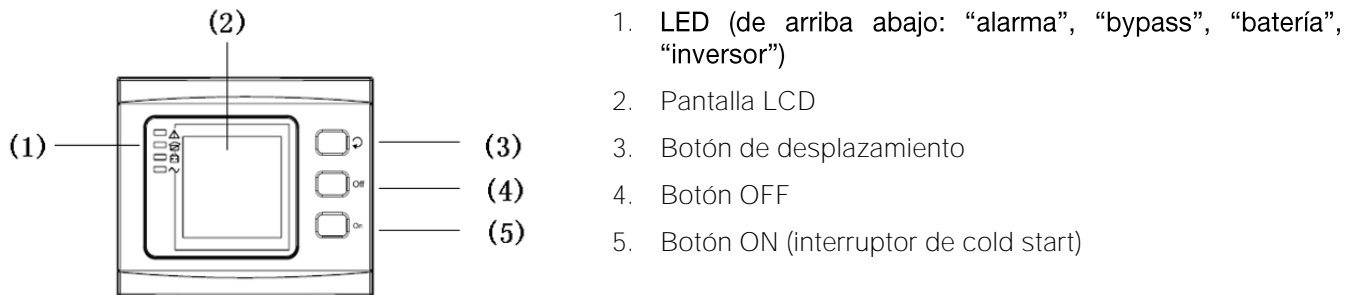 (2)
(1)
(3)
Off
(4)
On
(5)
1. LED (de arriba abajo: “alarma”, “bypass”, “batería”,
“inversor”)
2. Pantalla LCD
3. Botón de desplazamiento
4. Botón OFF
5. Botón ON (interruptor de cold start)